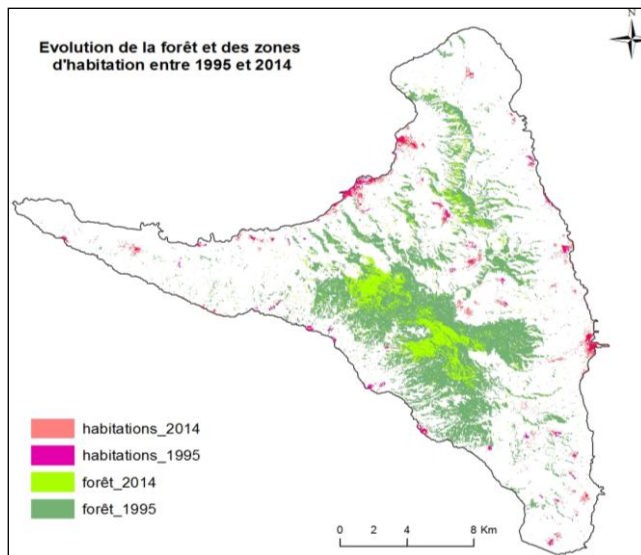 Evolution de la forêt et des zones
d'habitation entre 1995 et 2014
N
habitations_2014
habitations_1995
forêt_2014
forêt_1995
0 2 4 8 Km